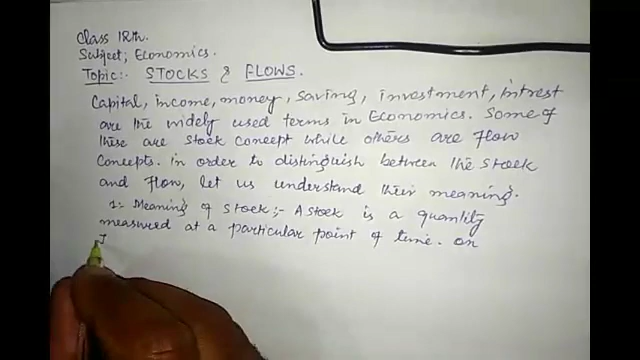 Class 12th.
Subject; Economics.
Topic:- STOCKS & FLOWS.
Capital, income, money, saving, investment, intrest
are the widely used terms in Economics. Some of
these are stock concept while others are flow
concepts. in order to distinguish between the stock
and flow, let us understand their meaning.
1:- Meaning of Stock:- A stock is a quantity
measured at a particular point of time. on